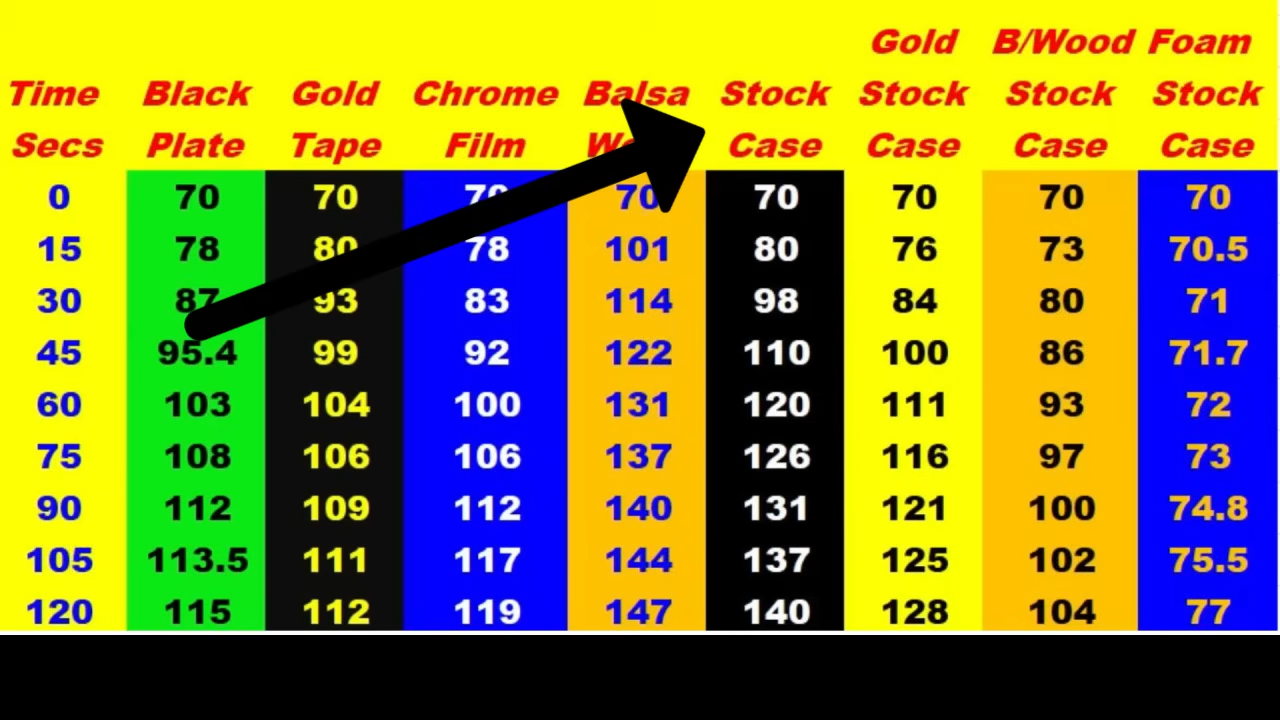 Gold B/Wood Foam
Time Black Gold Chrome Balsa Stock Stock Stock Stock
Secs Plate Tape Film Case Case Case Case
0 70 70 70 70 70 70 70
15 78 80 78 101 80 76 73 70.5
30 87 93 83 114 98 84 80 71
45 95.4 99 92 122 110 100 86 71.7
60 103 104 100 131 120 111 93 72
75 108 106 106 137 126 116 97 73
90 112 109 112 140 131 121 100 74.8
105 113.5 111 117 144 137 125 102 75.5
120 115 112 119 147 140 128 104 77